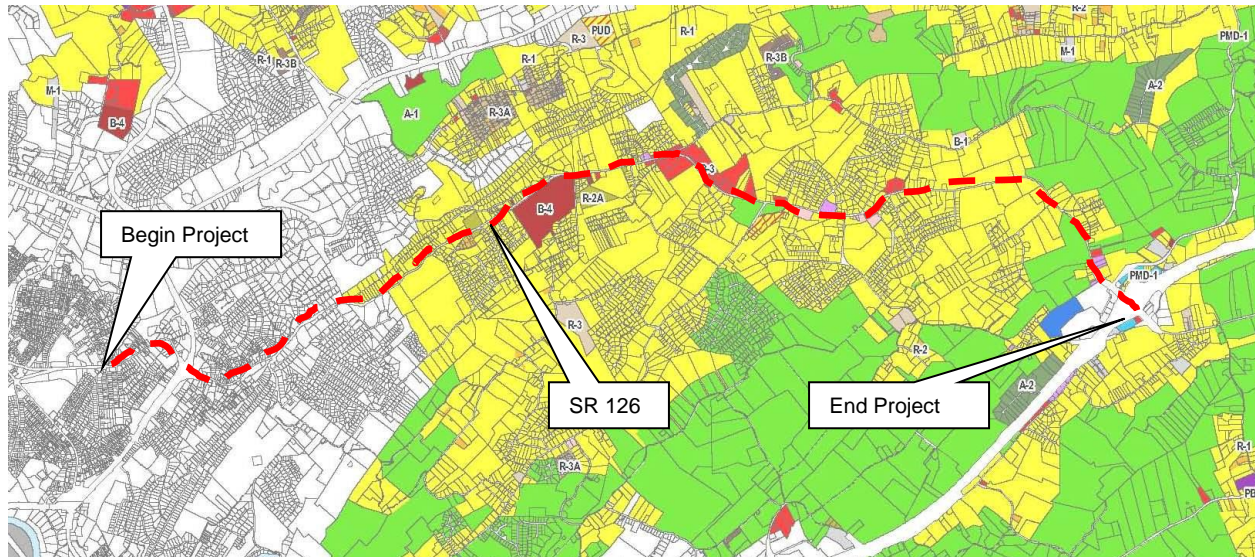 R-3
PUD
R-1
R-2
M-1
PMD-1
R-1
R-3B
R-1
R-3B
M-1
A-2
B-4
A-1
R-3A
B-1
B-4
R-2A
Begin Project
PMD-1
R-3
R-2
SR 126
End Project
A-2
R-3A
R-1